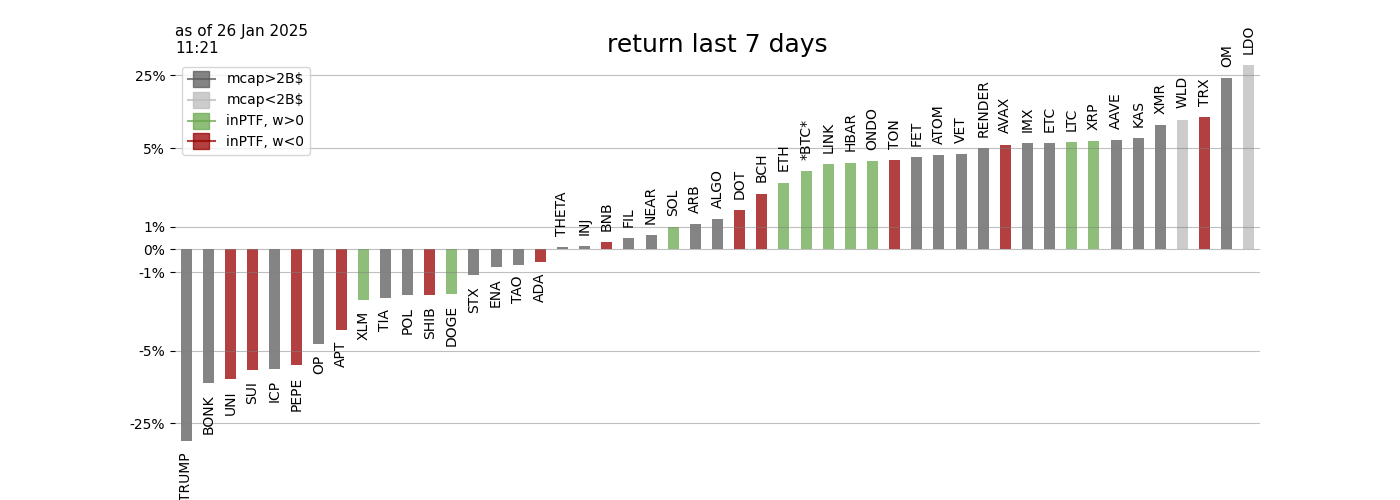 as of 26 Jan 2025
11:21
return last 7 days
mcap>2B$
mcap<2B$
inPTF, w>0
inPTF, w<0
25%
5%
1%
0%
-1%
-5%
-25%
TRUMP
BONK
UNI
SUI
ICP
PEPE
OP
APT
XLM
TIA
POL
SHIB
DOGE
STX
ENA
TAO
ADA
THETA
INJ
BNB
FIL
NEAR
SOL
ARB
ALGO
DOT
BCH
ETH
*BTC*
LINK
HBAR
ONDO
TON
FET
ATOM
VET
RENDER
AVAX
IMX
ETC
LTC
XRP
AAVE
KAS
XMR
WLD
TRX
OM
LDO